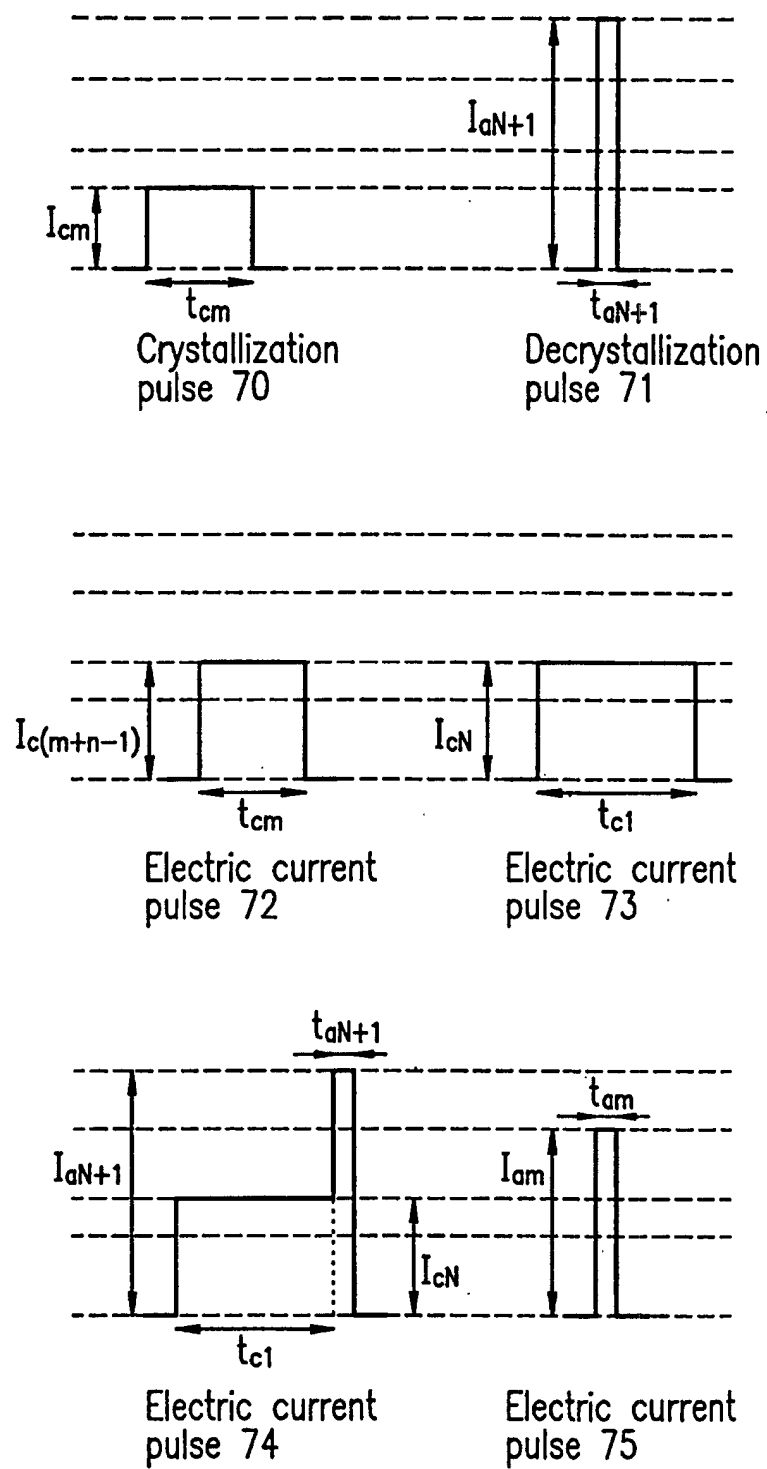 IaN+1
Icm
tcm
taN+1
Crystallization
pulse 70
Decrystallization
pulse 71
Ic(m+n-1)
IcN
tcm
tc1
Electric current
pulse 72
Electric current
pulse 73
taN+1
tam
IaN+1
Iam
IcN
tc1
Electric current
pulse 74
Electric current
pulse 75